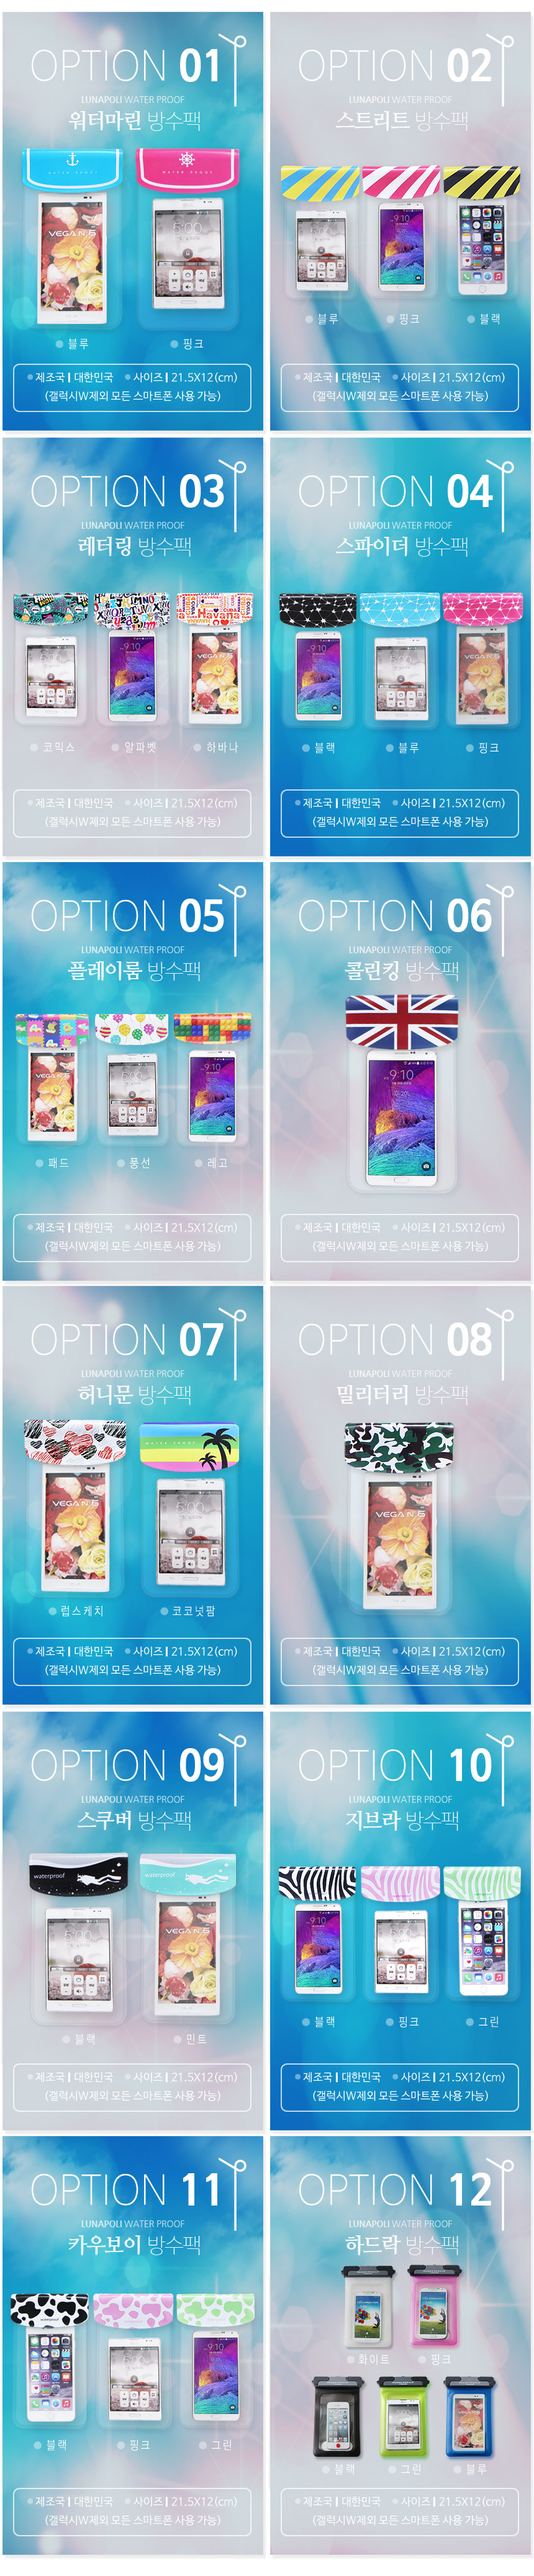 OPTION 01
LUNAPOLI WATER PROOF
워터마린 방수팩
WATER PROOF
WATER PROOF
VEGA N°6
블루
핑크
제조국 | 대한민국 사이즈 | 21.5X12(cm)
(갤럭시W제외 모든 스마트폰 사용 가능)
OPTION 02
LUNAPOLI WATER PROOF
스트리트 방수팩
블루
핑크
블랙
제조국 | 대한민국 사이즈 | 21.5X12(cm)
(갤럭시W제외 모든 스마트폰 사용 가능)
OPTION 03
LUNAPOLI WATER PROOF
레터링 방수팩
Havana
VEGA N°6
코믹스
알파벳
하바나
제조국 | 대한민국 사이즈 | 21.5X12(cm)
(갤럭시W제외 모든 스마트폰 사용 가능)
OPTION 04
LUNAPOLI WATER PROOF
스파이더 방수팩
VEGA N°6
블랙
블루
핑크
제조국 | 대한민국 사이즈 | 21.5X12(cm)
(갤럭시W제외 모든 스마트폰 사용 가능)
OPTION 05
LUNAPOLI WATER PROOF
플레이룸 방수팩
VEGA N°6
9:10
패드
풍선
레고
제조국 | 대한민국 사이즈 | 21.5X12(cm)
(갤럭시W제외 모든 스마트폰 사용 가능)
OPTION 06
LUNAPOLI WATER PROOF
콜린킹 방수팩
9:10
제조국 | 대한민국 사이즈 | 21.5X12(cm)
(갤럭시W제외 모든 스마트폰 사용 가능)
OPTION 07
LUNAPOLI WATER PROOF
허니문 방수팩
WATER PROOF
VEGA N°6
럽스케치
코코넛팜
제조국 | 대한민국 사이즈 | 21.5X12(cm)
(갤럭시W제외 모든 스마트폰 사용 가능)
OPTION 08
LUNAPOLI WATER PROOF
밀리터리 방수팩
VEGA N°6
제조국 | 대한민국 사이즈 | 21.5X12(cm)
(갤럭시W제외 모든 스마트폰 사용 가능)
OPTION 09
LUNAPOLI WATER PROOF
스쿠버 방수팩
waterproof
waterproof
VEGA N°6
블랙
민트
제조국 | 대한민국 사이즈 | 21.5X12(cm)
(갤럭시W제외 모든 스마트폰 사용 가능)
OPTION 10
LUNAPOLI WATER PROOF
지브라 방수팩
블랙
핑크
그린
제조국 | 대한민국 사이즈 | 21.5X12(cm)
(갤럭시W제외 모든 스마트폰 사용 가능)
OPTION 11
LUNAPOLI WATER PROOF
카우보이 방수팩
블랙
핑크
그린
제조국 | 대한민국 사이즈 | 21.5X12(cm)
(갤럭시W제외 모든 스마트폰 사용 가능)
OPTION 12
LUNAPOLI WATER PROOF
하드락 방수팩
화이트
핑크
블랙
그린
블루
제조국 | 대한민국 사이즈 | 21.5X12(cm)
(갤럭시W제외 모든 스마트폰 사용 가능)